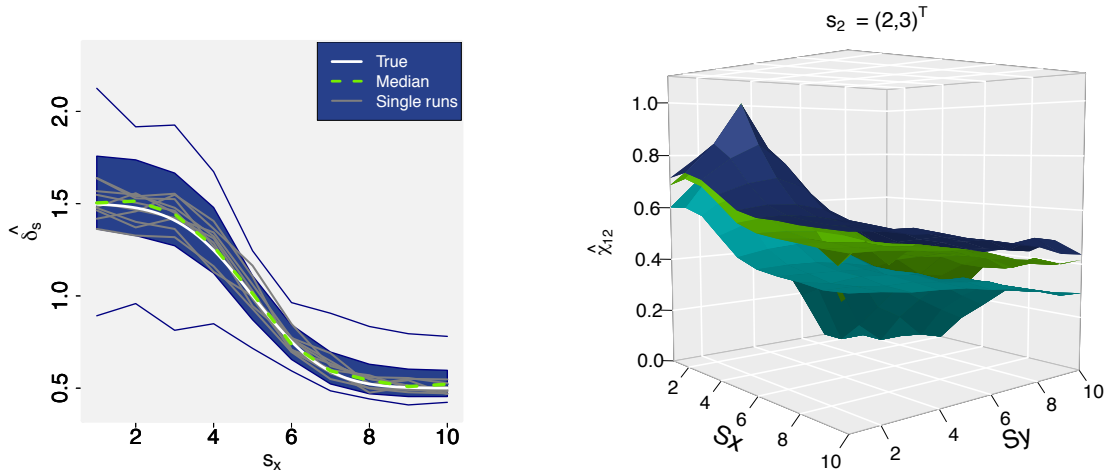 True
Median
Single runs
2.0
1.5
1.0
0.5
δ̂s
2 4 6 8 10
sx
s2 = (2,3)T
1.0
0.8
0.6
0.4
0.2
0.0
χ̂12
2 4 6 8 10
Sx
2 4 6 8 10
Sy